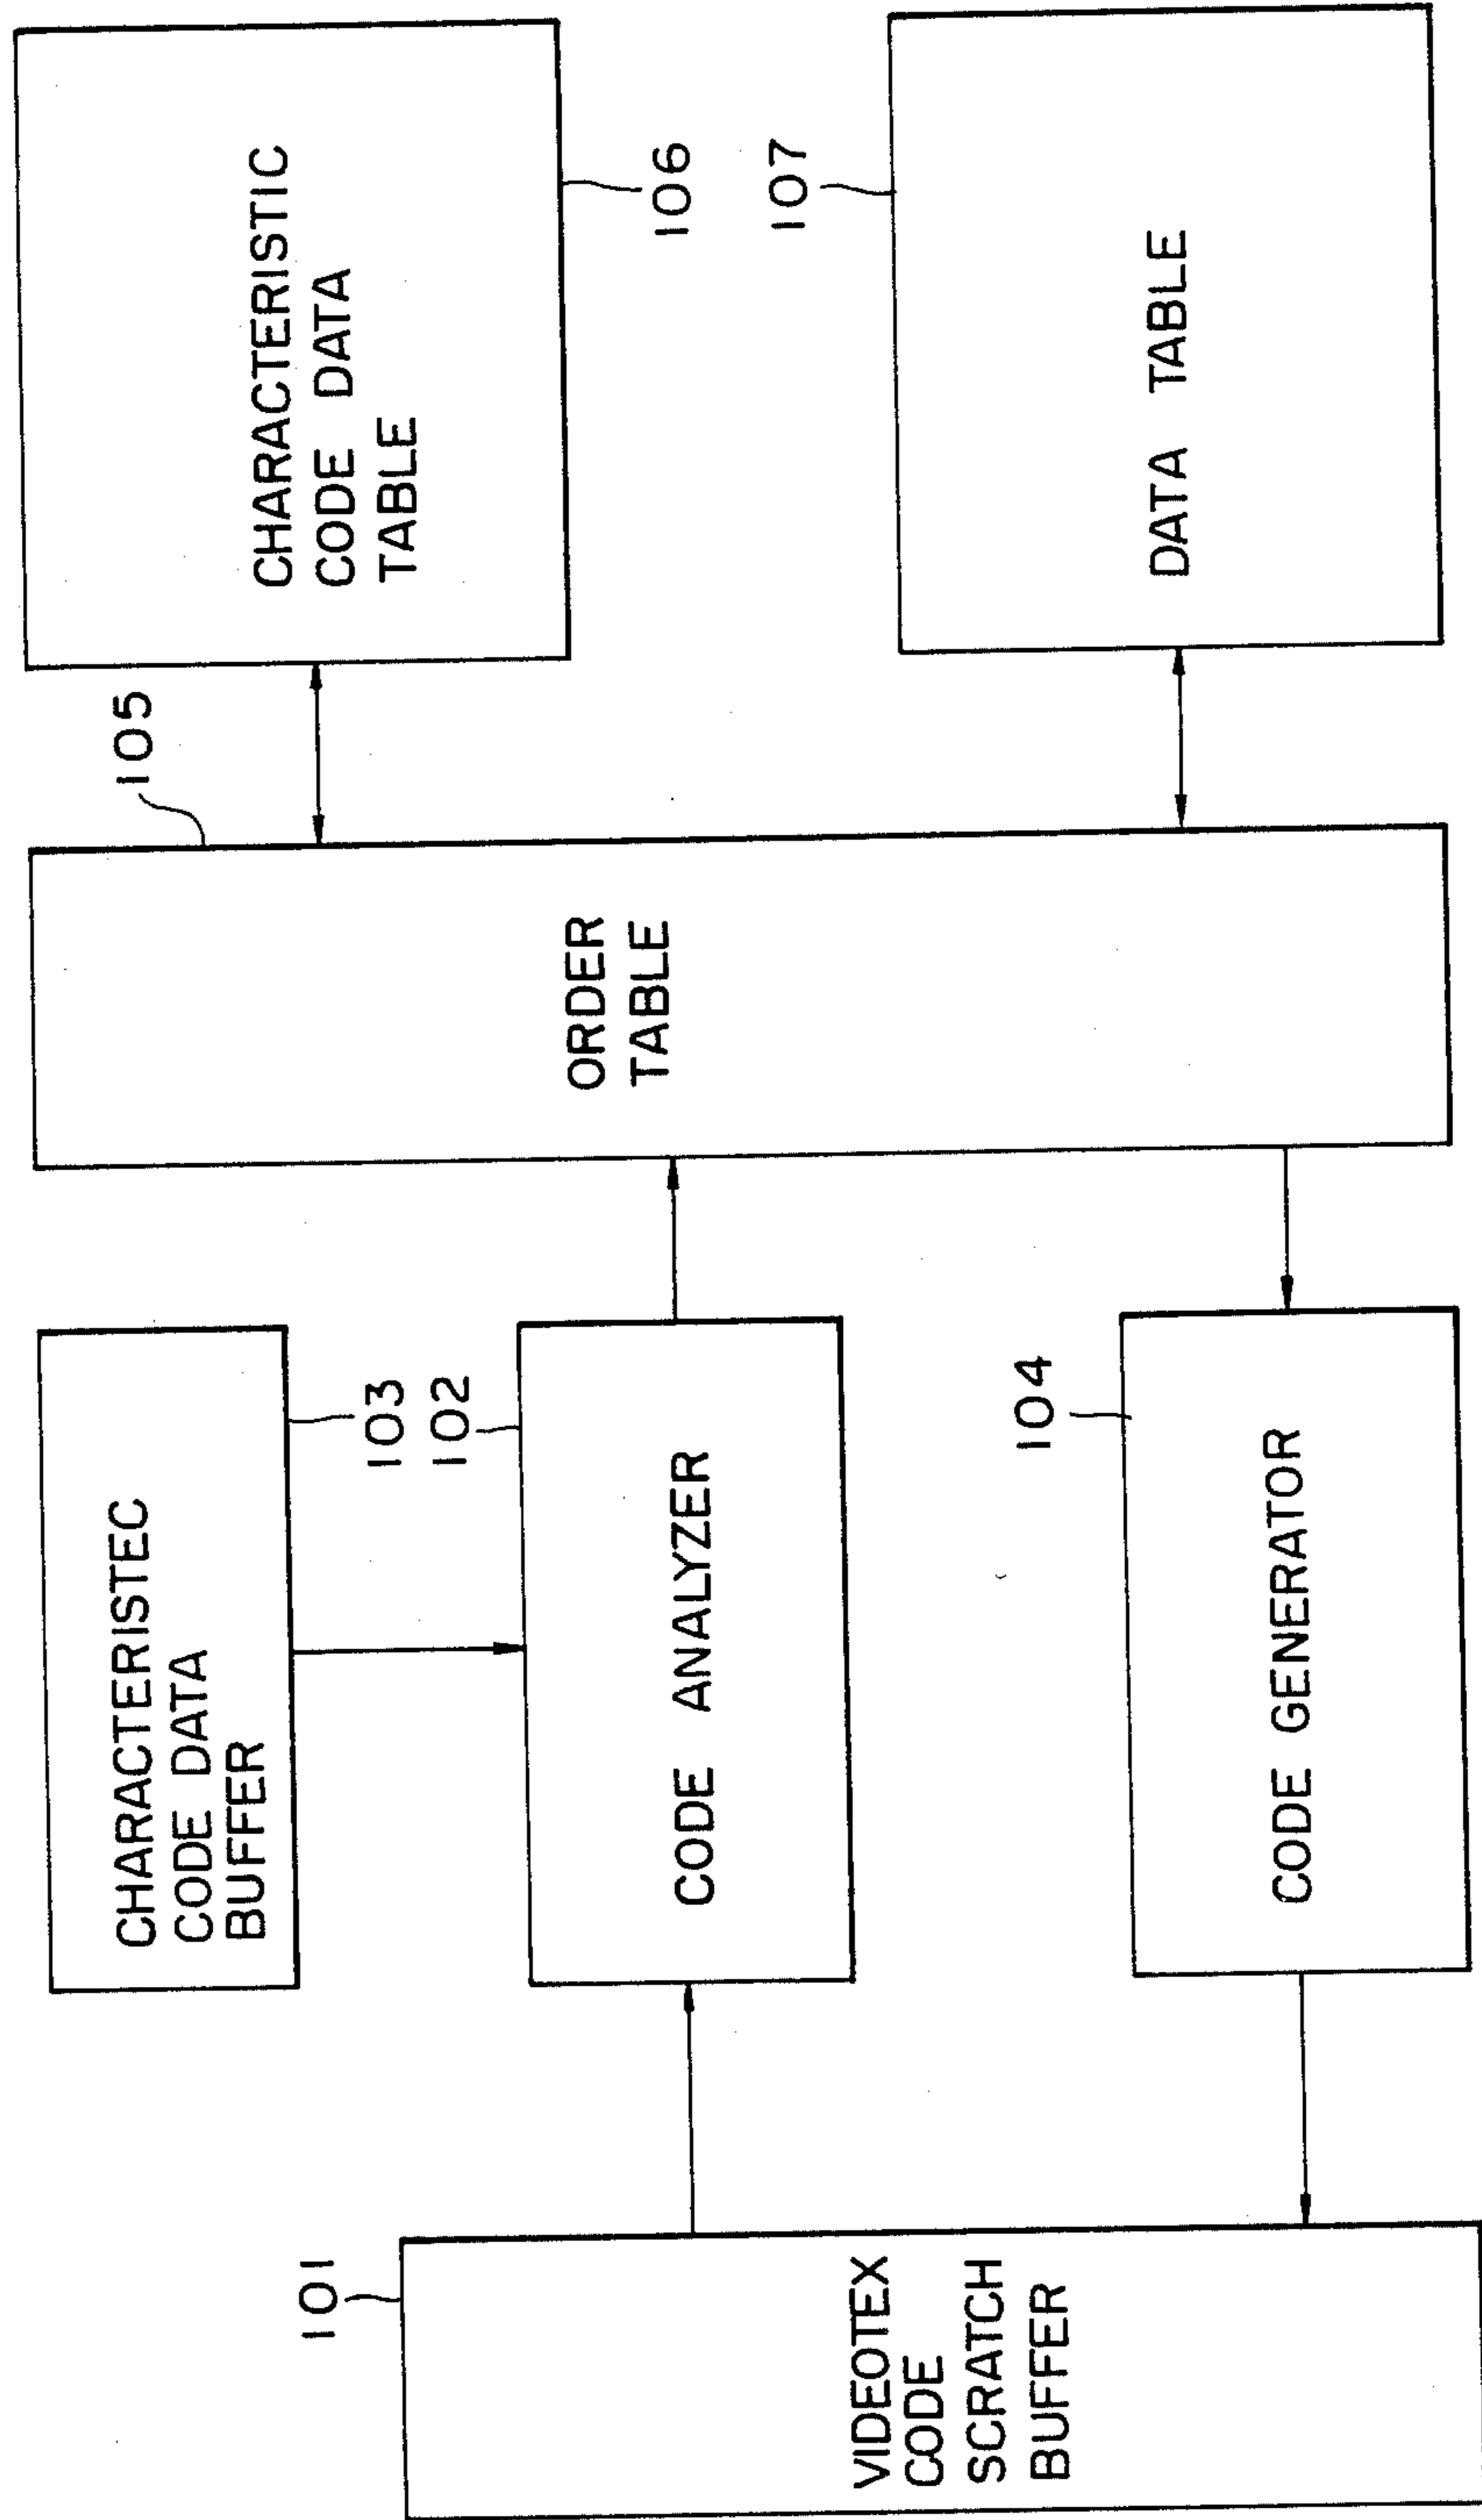 101
VIDEOTEX
CODE
SCRATCH
BUFFER
CHARACTERISTEC
CODE DATA
BUFFER
103
102
CODE ANALYZER
104
CODE GENERATOR
105
ORDER
TABLE
CHARACTERISTIC
CODE DATA
TABLE
106
107
DATA TABLE